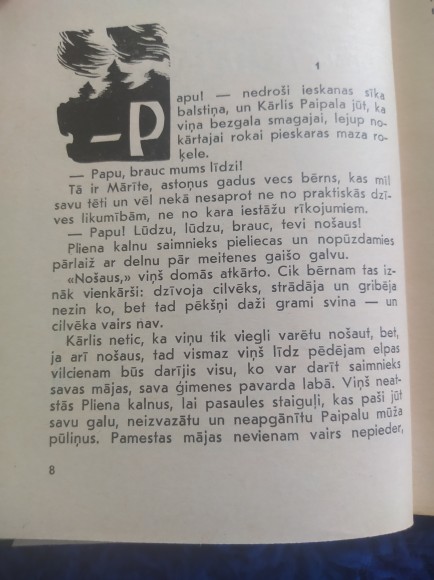 1
— Papu! — nedroši ieskanas sīka
balstiņa, un Kārlis Paipala jūt, ka
viņa bezgala smagajai, lejup no-
kārtajai rokai pieskaras maza ro-
ķele.
— Papu, brauc mums līdzi!
Tā ir Mārīte, astoņus gadus vecs bērns, kas mīl
savu tēti un vēl nekā nesaprot ne no praktiskās dzī-
ves likumībām, ne no kara iestāžu rīkojumiem.
— Papu! Lūdzu, lūdzu, brauc, tevi nošaus!
Pliena kalnu saimnieks pieliecas un nopūzdamies
pārlaiž ar delnu pār meitenes gaišo galvu.
«Nošaus,» viņš domās atkārto. Cik bērnam tas iz-
nāk vienkārši: dzīvoja cilvēks, strādāja un gribēja
nezin ko, bet tad pēkšņi daži grami svina — un
cilvēka vairs nav.
Kārlis netic, ka viņu tik viegli varētu nošaut, bet,
ja arī nošaus, tad vismaz viņš līdz pēdējam elpas
vilcienam būs darījis visu, ko var darīt saimnieks
savas mājas, sava ģimenes pavarda labā. Viņš neat-
stās Pliena kalnus, lai pasaules staiguļi, kas paši jūt
savu galu, neizvazātu un neapgānītu Paipalu mūža
pūliņus. Pamestas mājas nevienam vairs nepieder,
8